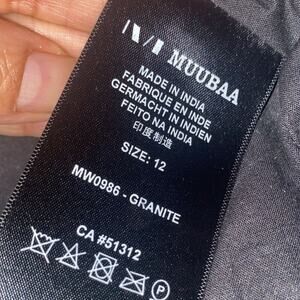 MUUBAA
MADE IN INDIA
FABRIQUE EN INDE
GERMACHT IN INDIEN
FEITO NA INDIA
印度制造
SIZE: 12
MW0986 - GRANITE
CA #51312
P